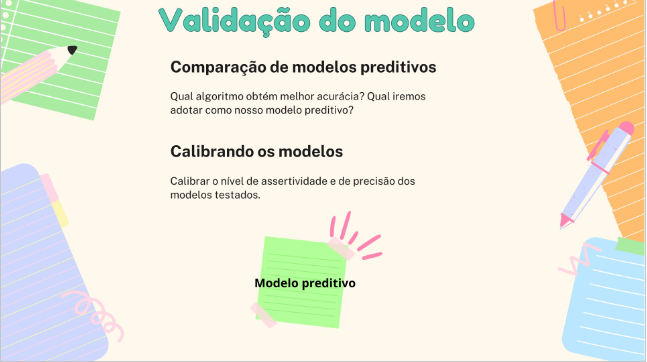 Validação do modelo
Comparação de modelos preditivos
Qual algoritmo obtém melhor acurácia? Qual iremos
adotar como nosso modelo preditivo?
Calibrando os modelos
Calibrar o nível de assertividade e de precisão dos
modelos testados.
Modelo preditivo